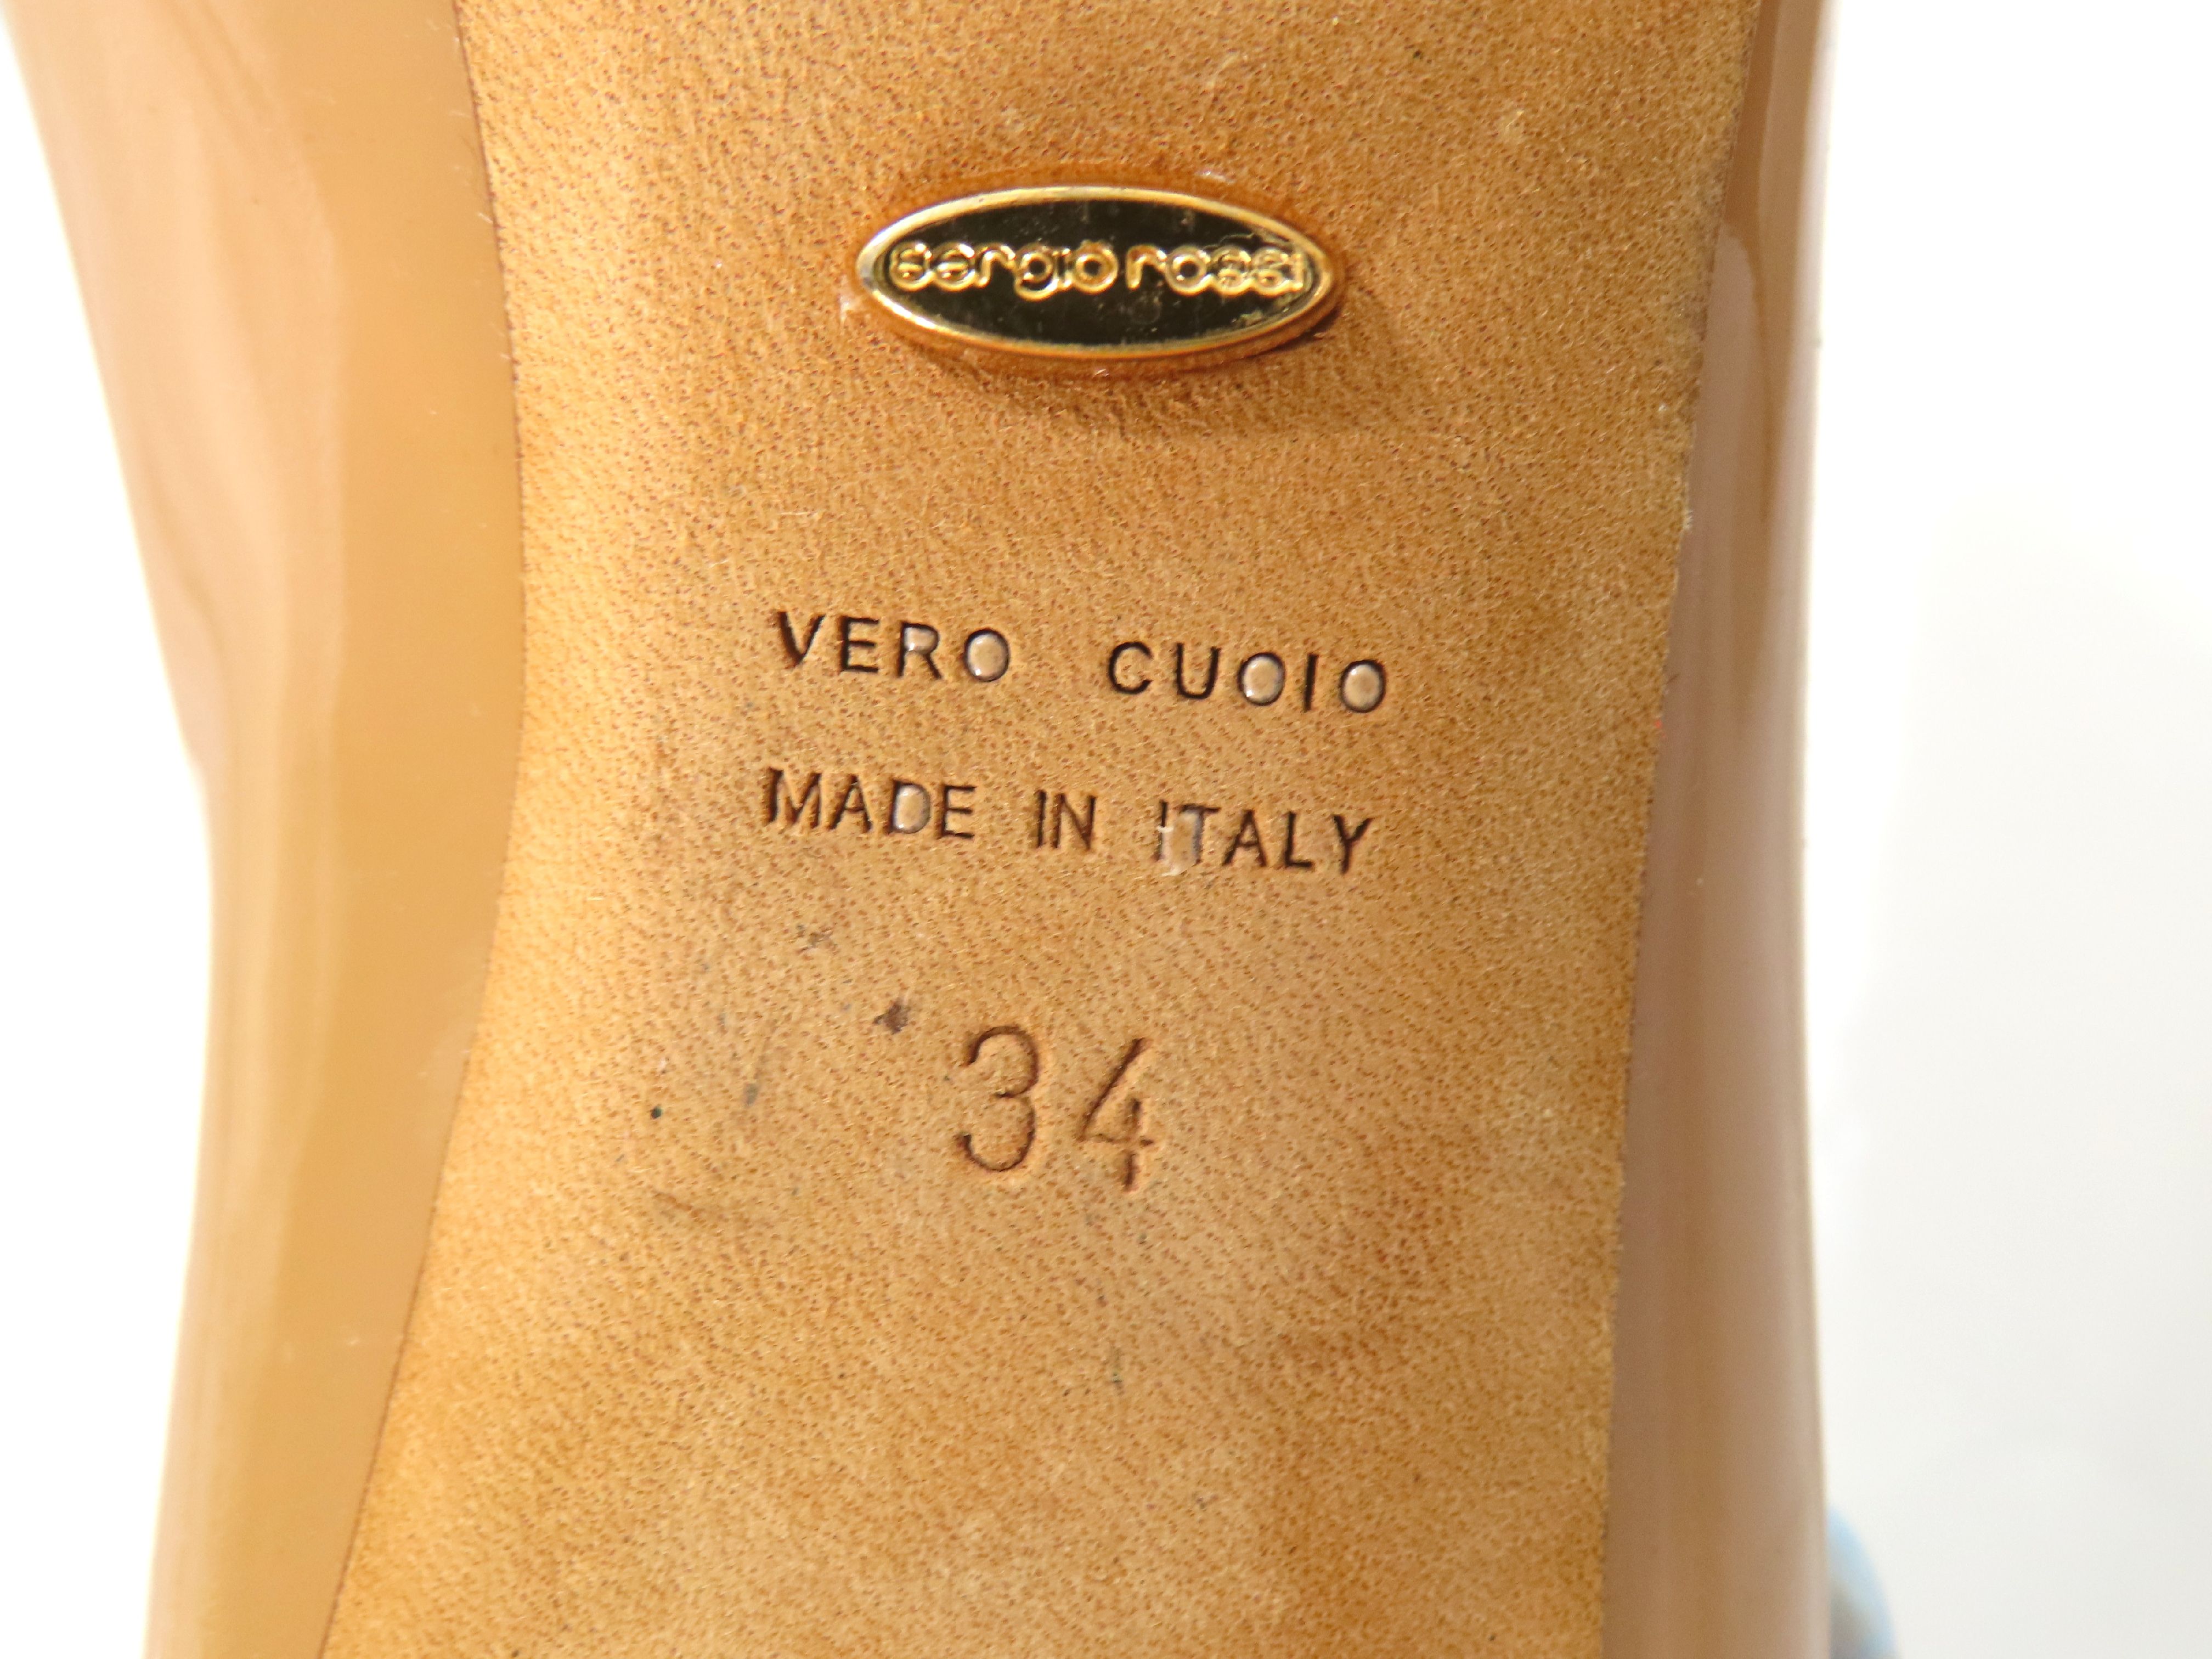 sergio rossi
VERO CUOIO
MADE IN ITALY
34